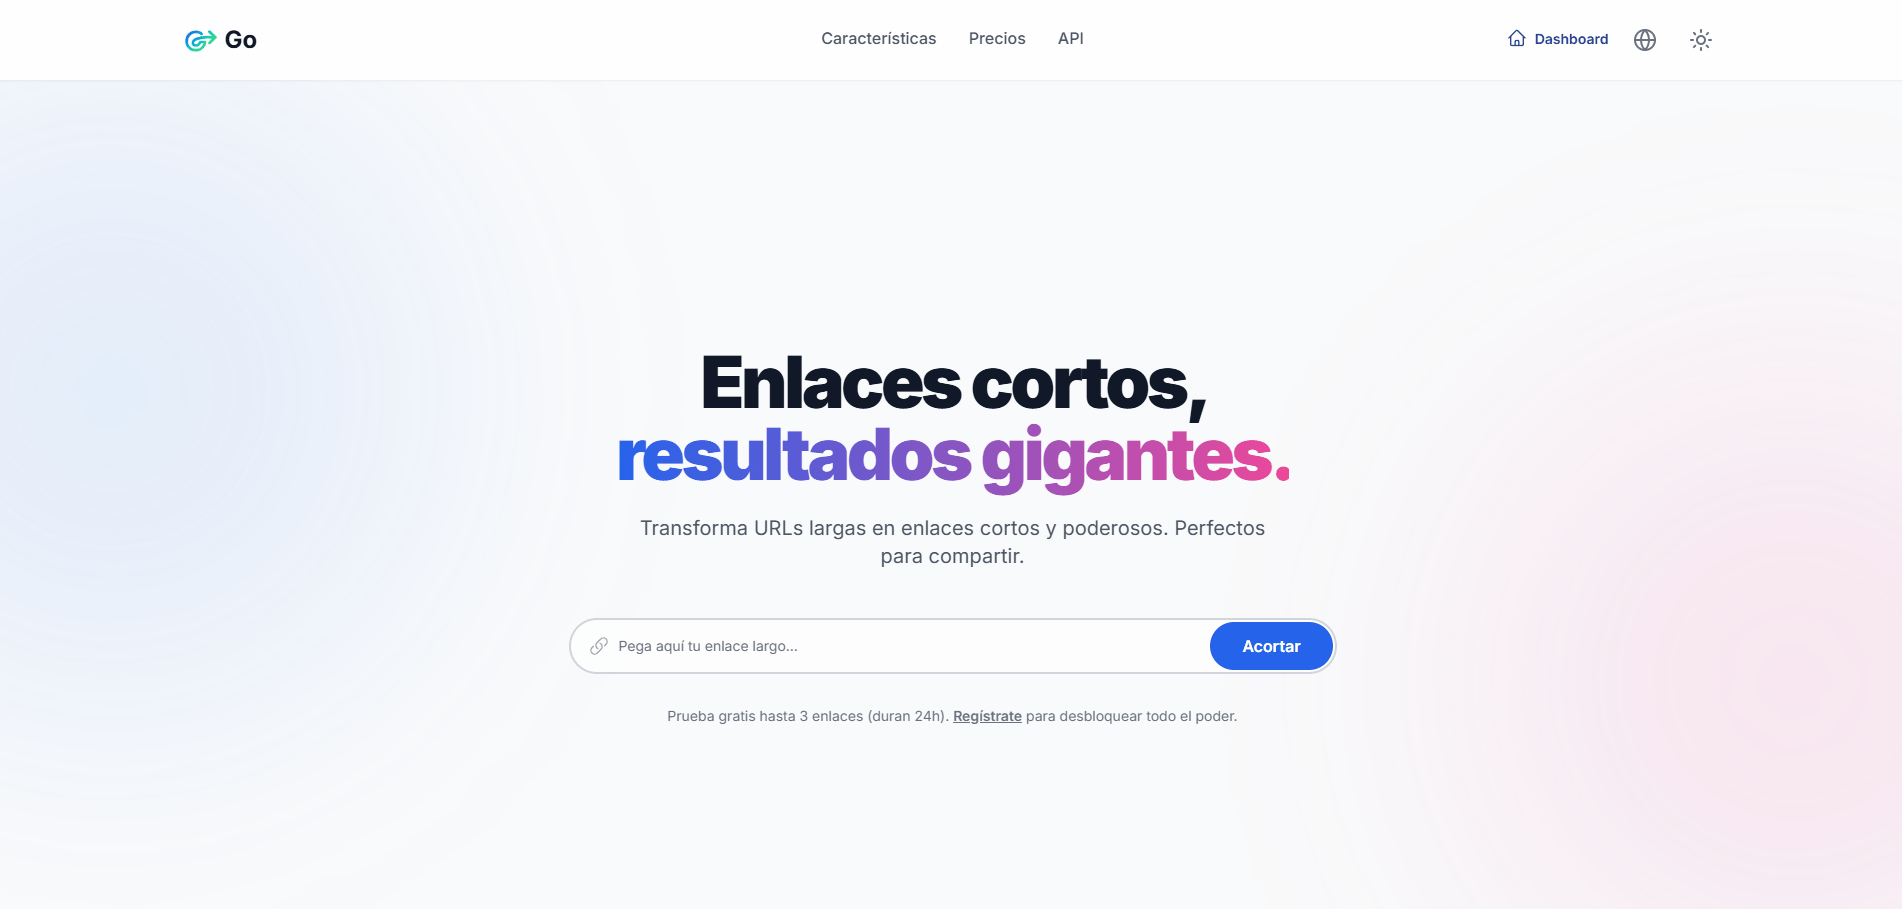 Go
Características
Precios
API
Dashboard
Enlaces cortos,
resultados gigantes.
Transforma URLs largas en enlaces cortos y poderosos. Perfectos
para compartir.
Pega aquí tu enlace largo...
Acortar
Prueba gratis hasta 3 enlaces (duran 24h). Regístrate para desbloquear todo el poder.